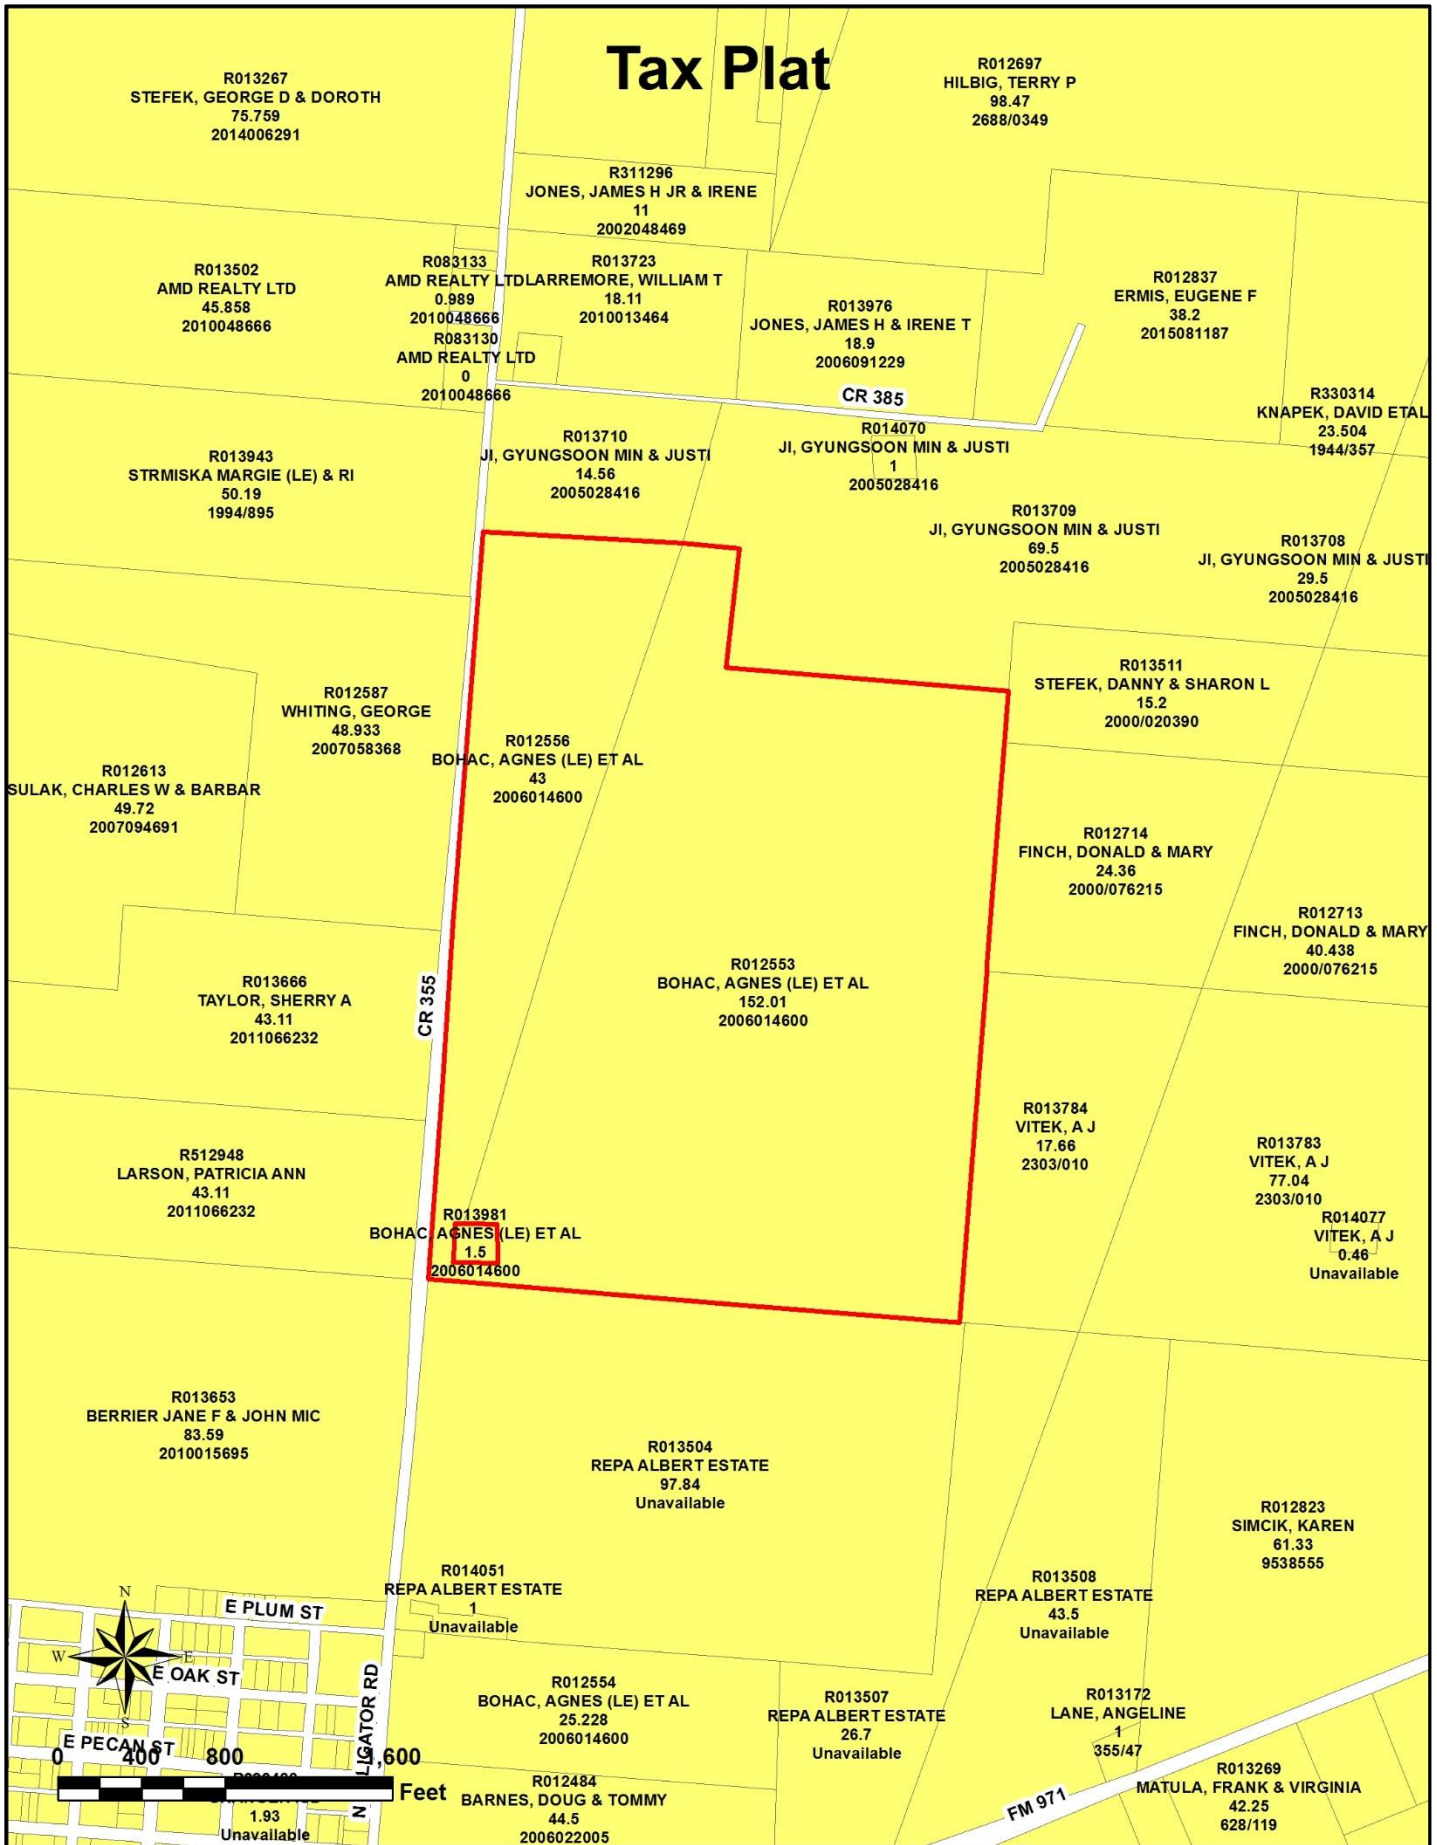 Tax Plat
R013267
STEFEK, GEORGE D & DOROTH
75.759
2014006291
R012697
HILBIG, TERRY P
98.47
2688/0349
R311296
JONES, JAMES H JR & IRENE
11
2002048469
R013502
AMD REALTY LTD
45.858
2010048666
R083133
AMD REALTY LTD
0.989
2010048666
R083130
AMD REALTY LTD
0
2010048666
R013723
LARREMORE, WILLIAM T
18.11
2010013464
R013976
JONES, JAMES H & IRENE T
18.9
2006091229
R012837
ERMIS, EUGENE F
38.2
2015081187
CR 385
R330314
KNAPEK, DAVID ETAL
23.504
1944/357
R013943
STRMISKA MARGIE (LE) & RI
50.19
1994/895
R013710
JI, GYUNGSOON MIN & JUSTI
14.56
2005028416
R014070
JI, GYUNGSOON MIN & JUSTI
1
2005028416
R013709
JI, GYUNGSOON MIN & JUSTI
69.5
2005028416
R013708
JI, GYUNGSOON MIN & JUSTI
29.5
2005028416
R012587
WHITING, GEORGE
48.933
2007058368
R013511
STEFEK, DANNY & SHARON L
15.2
2000/020390
R012613
SULAK, CHARLES W & BARBAR
49.72
2007094691
R012556
BOHAC, AGNES (LE) ET AL
43
2006014600
R012714
FINCH, DONALD & MARY
24.36
2000/076215
R012713
FINCH, DONALD & MARY
40.438
2000/076215
R013666
TAYLOR, SHERRY A
43.11
2011066232
CR 355
R012553
BOHAC, AGNES (LE) ET AL
152.01
2006014600
R512948
LARSON, PATRICIA ANN
43.11
2011066232
R013784
VITEK, A J
17.66
2303/010
R013783
VITEK, A J
77.04
2303/010
R013981
BOHAC, AGNES (LE) ET AL
1.5
2006014600
R014077
VITEK, A J
0.46
Unavailable
R013653
BERRIER JANE F & JOHN MIC
83.59
2010015695
R013504
REPA ALBERT ESTATE
97.84
Unavailable
R012823
SIMCIK, KAREN
61.33
9538555
R014051
REPA ALBERT ESTATE
1
Unavailable
R013508
REPA ALBERT ESTATE
43.5
Unavailable
N
W
E
S
E PLUM ST
E OAK ST
E PECAN ST
R012554
BOHAC, AGNES (LE) ET AL
25.228
2006014600
R013507
REPA ALBERT ESTATE
26.7
Unavailable
R013172
LANE, ANGELINE
1
355/47
0 400 800 1,600
Feet
1.93
Unavailable
R012484
BARNES, DOUG & TOMMY
44.5
2006022005
FM 971
R013269
MATULA, FRANK & VIRGINIA
42.25
628/119